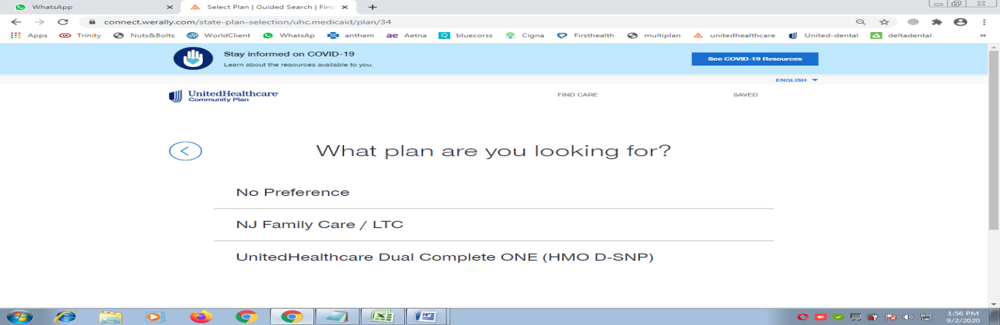 WhatsApp
Select Plan | Guided Search | Finc
connect.werally.com/state-plan-selection/uhc.medicaid/plan/34
Apps Trinity Nuts&Bolts WorldClient WhatsAp anthem ae Aetna bluecorss Cigna Firsthealth multiplan unitedhealthcare United-dental deltadental »
Stay informed on COVID-19
Learn about the resources available to you.
See COVID-19 Resources
ENGLISH
UnitedHealthcare
Community Plan
FIND CARE
SAVED
What plan are you looking for?
No Preference
NJ Family Care / LTC
UnitedHealthcare Dual Complete ONE (HMO D-SNP)
1:56 PM
9/2/2020